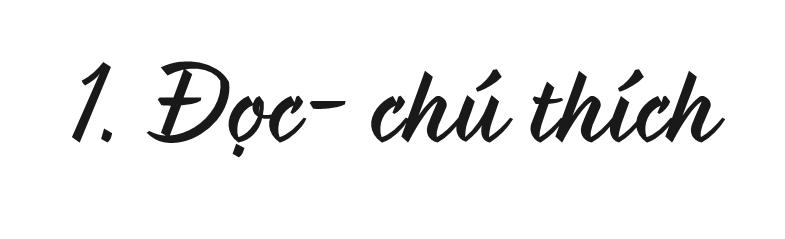 1. Đọc- chú thích